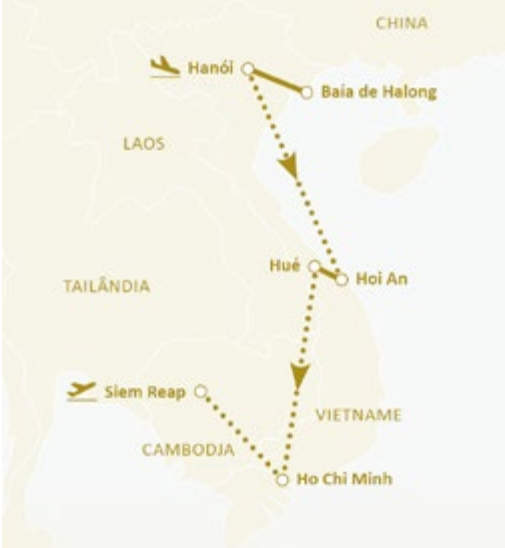 CHINA
Hanói
Baía de Halong
LAOS
Hué
Hoi An
TAILÂNDIA
Siem Reap
VIETNAME
CAMBODJA
Ho Chi Minh